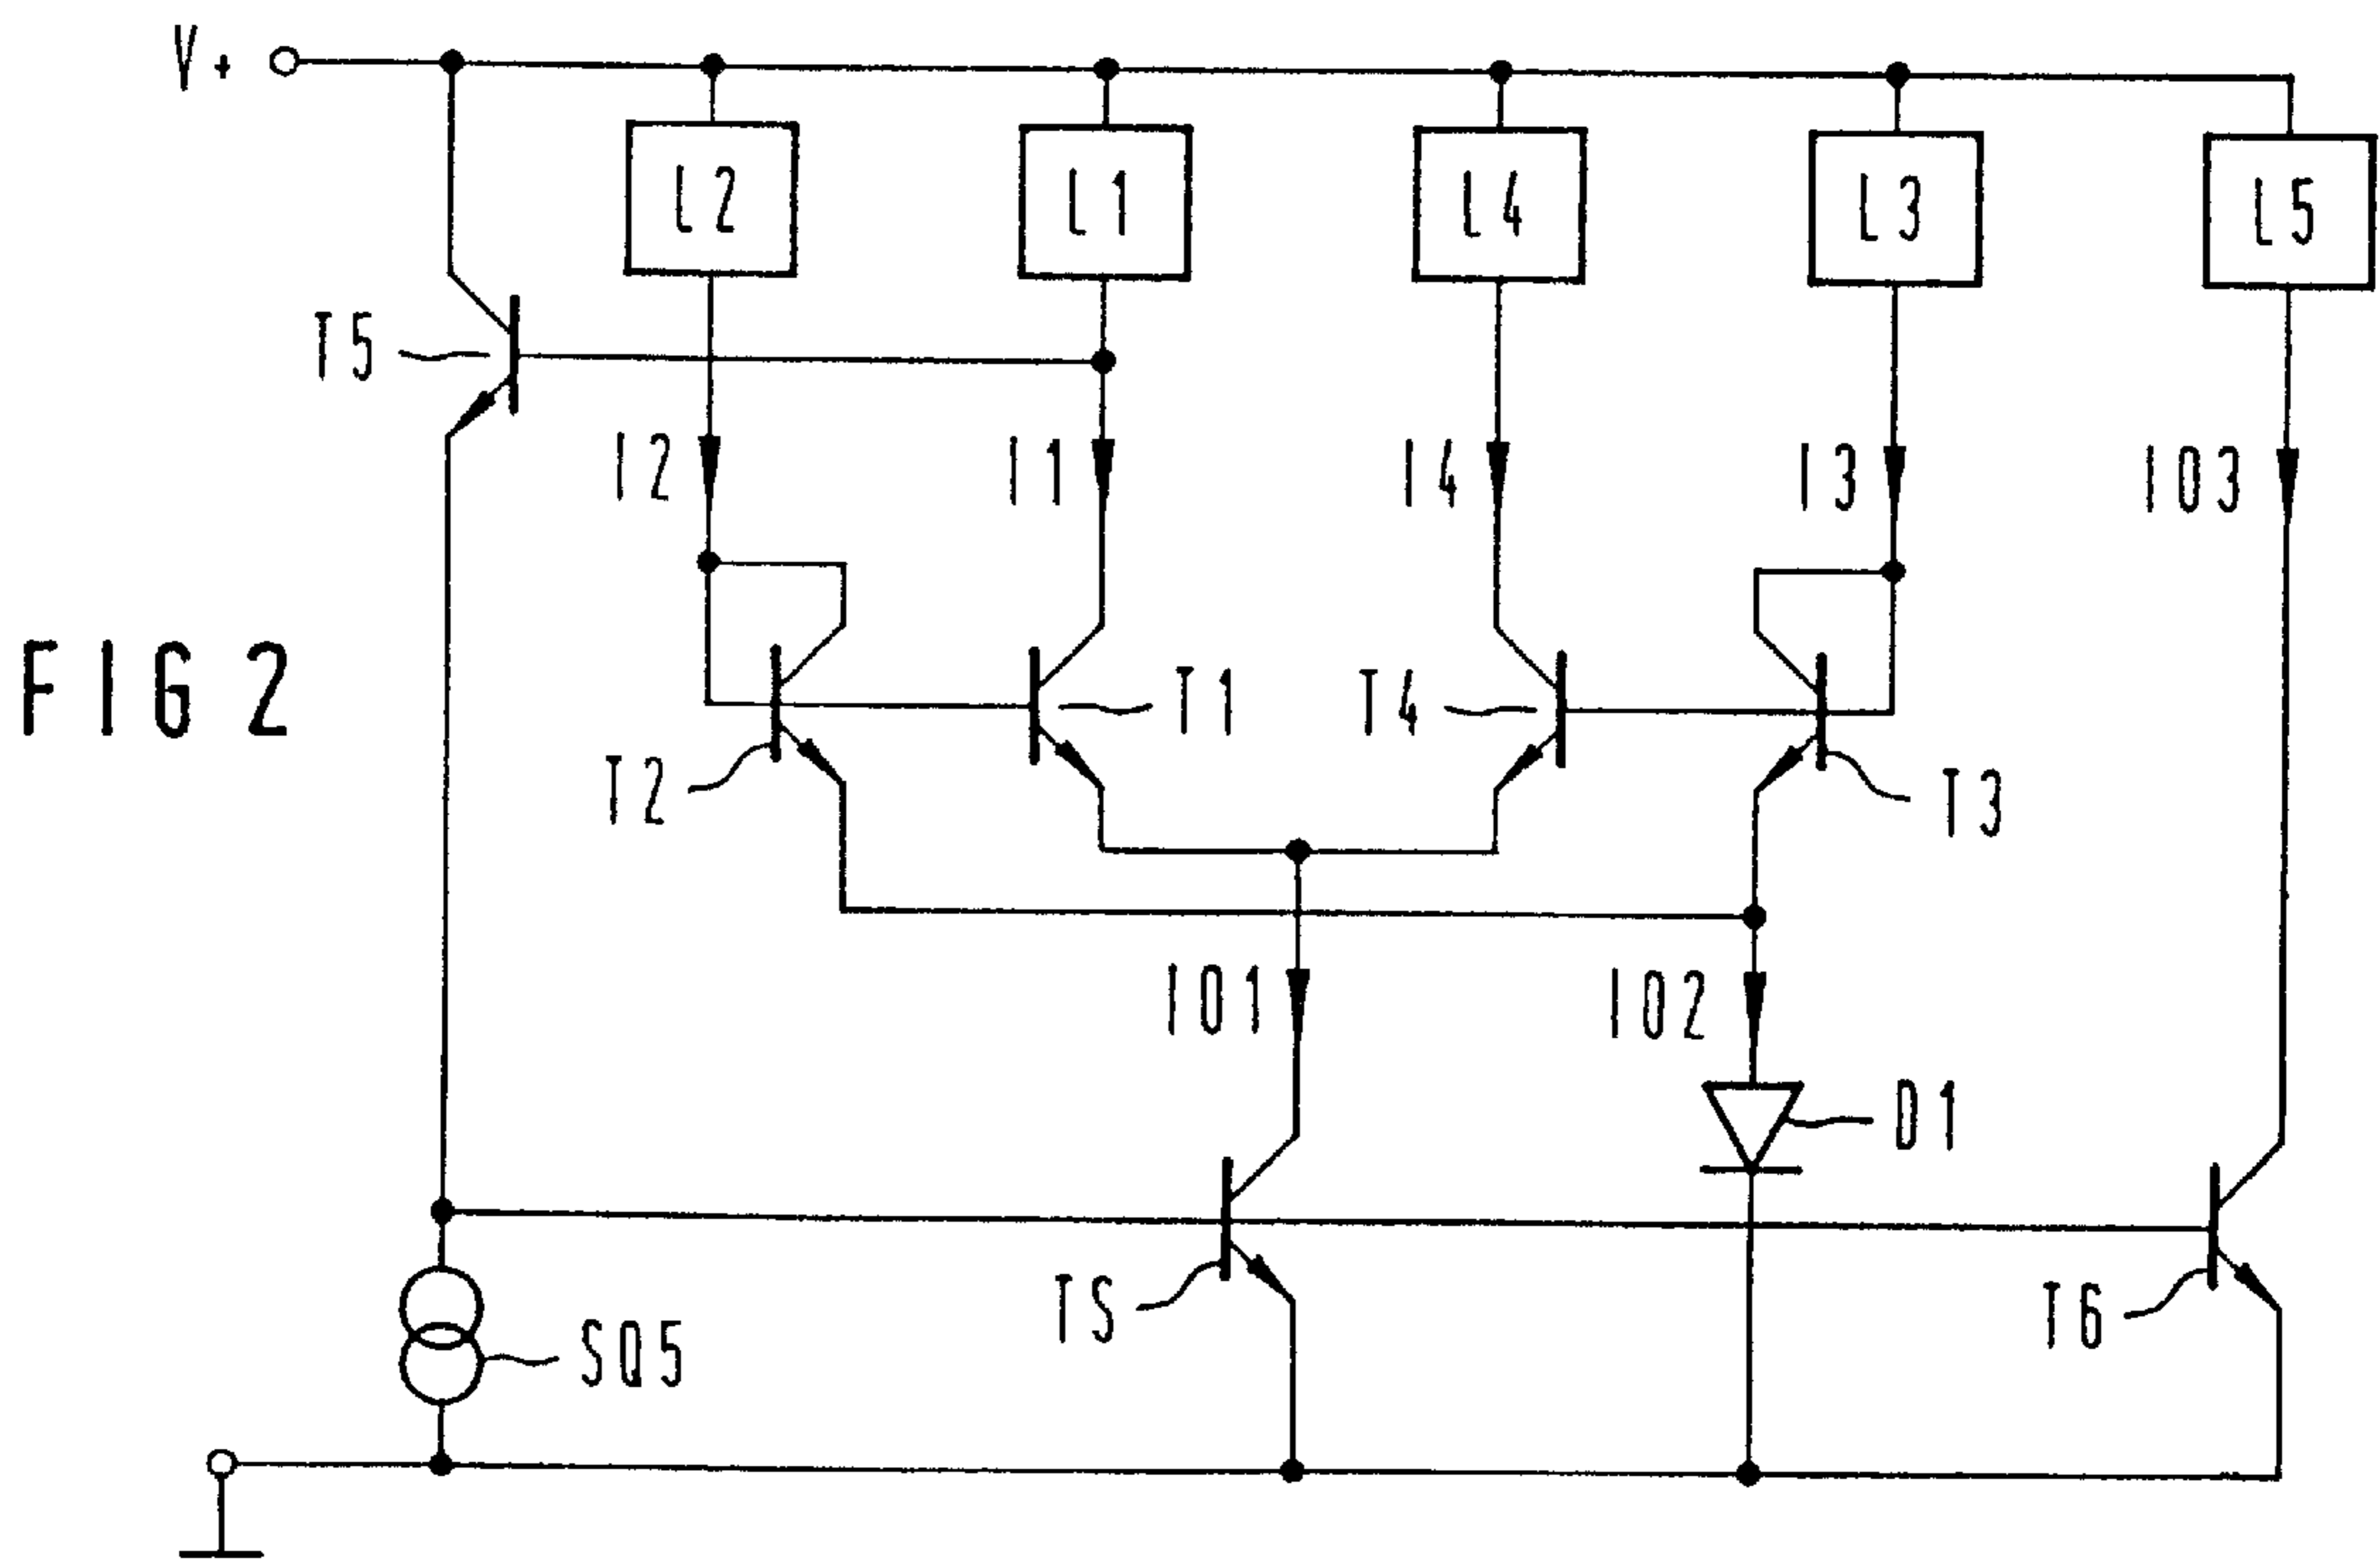 V+
L2 L1 L4 L3 L5
T5
I2 I1 I4 I3 I03
FIG 2
T1 T4
T2 T3
I01 I02
D1
TS T6
SQ5